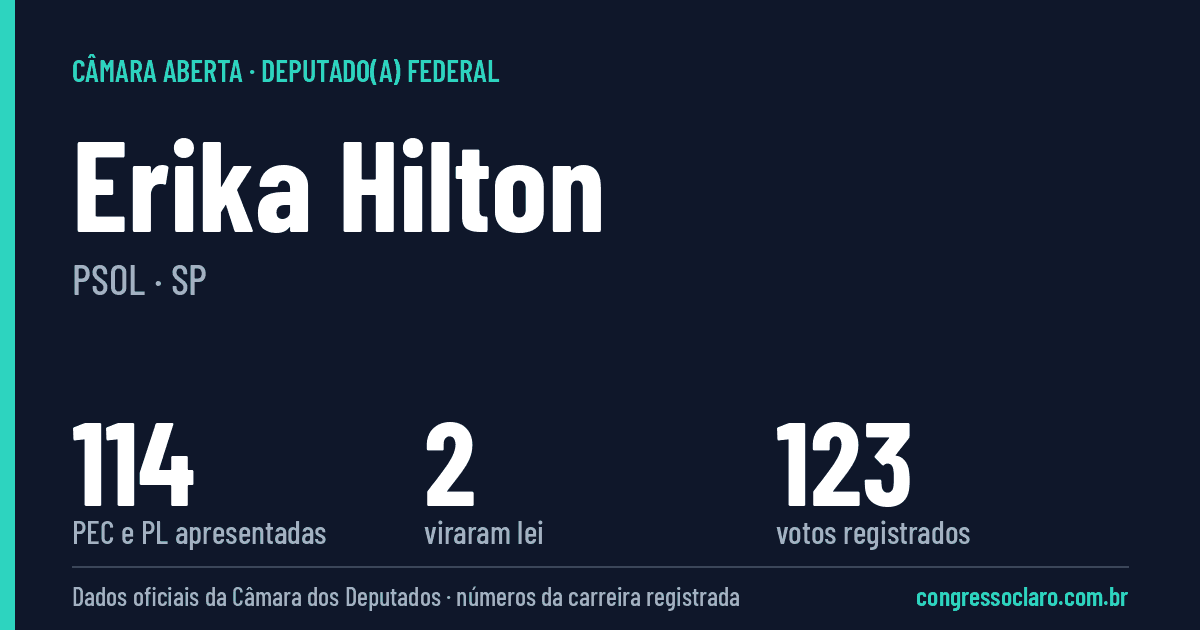 CÂMARA ABERTA · DEPUTADO(A) FEDERAL
Erika Hilton
PSOL · SP
114 2 123
PEC e PL apresentadas viraram lei votos registrados
Dados oficiais da Câmara dos Deputados · números da carreira registrada congressoclaro.com.br